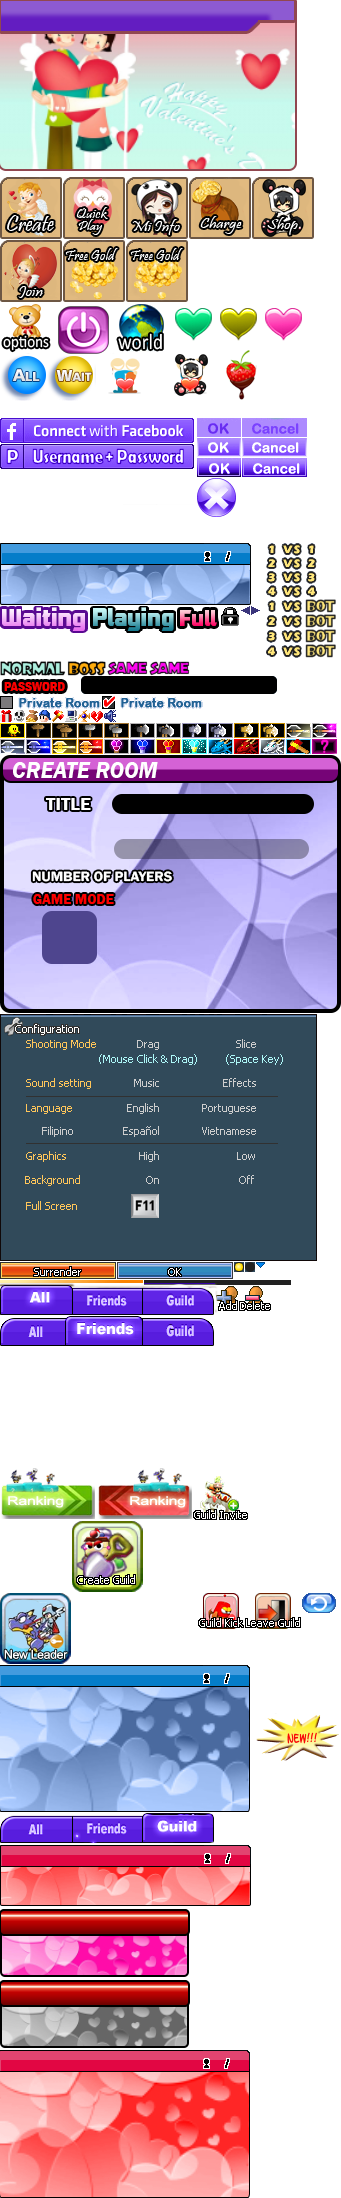 Happy
Valentine's D
Create
Quick Play
Mi Info
Charge
Shop.
Join
Free Gold
Free Gold
options
world
ALL
WAIT
f Connect with Facebook
P Username + Password
OK Cancel
OK Cancel
OK Cancel
/
1 VS 1
2 VS 2
3 VS 3
4 VS 4
1 VS BOT
2 VS BOT
3 VS BOT
4 VS BOT
Waiting Playing Full
NORMAL BOSS SAME SAME
PASSWORD
Private Room Private Room
?
CREATE ROOM
TITLE
NUMBER OF PLAYERS
GAME MODE
Configuration
Shooting Mode Drag Slice
(Mouse Click & Drag) (Space Key)
Sound setting Music Effects
Language English Portuguese
Filipino Español Vietnamese
Graphics High Low
Background On Off
Full Screen F11
Surrender OK
All Friends Guild
Add Delete
All Friends Guild
Ranking Ranking
Guild Invite
Create Guild
New Leader
Guild Kick Leave Guild
/
NEW!!!
All Friends Guild
/
/